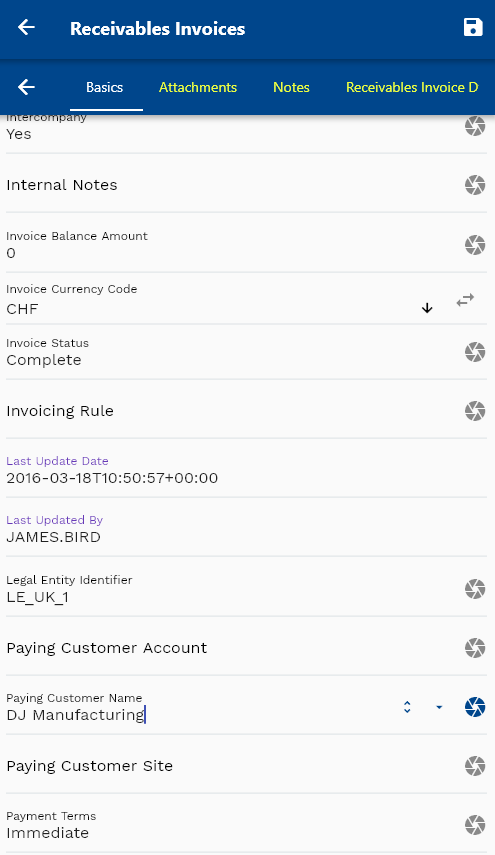 Receivables Invoices
Basics Attachments Notes Receivables Invoice D
Intercompany
Yes
Internal Notes
Invoice Balance Amount
0
Invoice Currency Code
CHF
Invoice Status
Complete
Invoicing Rule
Last Update Date
2016-03-18T10:50:57+00:00
Last Updated By
JAMES.BIRD
Legal Entity Identifier
LE_UK_1
Paying Customer Account
Paying Customer Name
DJ Manufacturing
Paying Customer Site
Payment Terms
Immediate